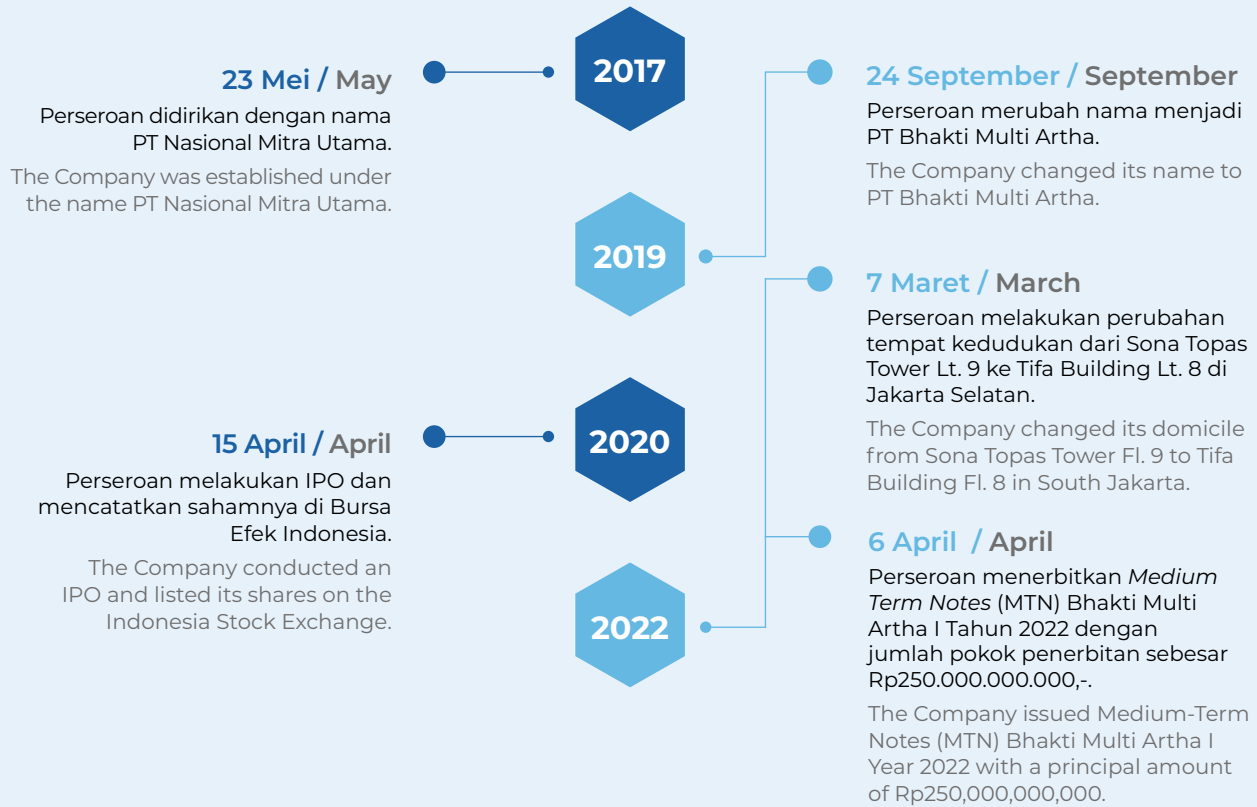 2017
23 Mei / May
Perseroan didirikan dengan nama
PT Nasional Mitra Utama.
The Company was established under
the name PT Nasional Mitra Utama.
2019
24 September / September
Perseroan merubah nama menjadi
PT Bhakti Multi Artha.
The Company changed its name to
PT Bhakti Multi Artha.
2020
15 April / April
Perseroan melakukan IPO dan
mencatatkan sahamnya di Bursa
Efek Indonesia.
The Company conducted an
IPO and listed its shares on the
Indonesia Stock Exchange.
2022
7 Maret / March
Perseroan melakukan perubahan
tempat kedudukan dari Sona Topas
Tower Lt. 9 ke Tifa Building Lt. 8 di
Jakarta Selatan.
The Company changed its domicile
from Sona Topas Tower Fl. 9 to Tifa
Building Fl. 8 in South Jakarta.
6 April / April
Perseroan menerbitkan Medium
Term Notes (MTN) Bhakti Multi
Artha I Tahun 2022 dengan
jumlah pokok penerbitan sebesar
Rp250.000.000.000,-.
The Company issued Medium-Term
Notes (MTN) Bhakti Multi Artha I
Year 2022 with a principal amount
of Rp250,000,000,000.